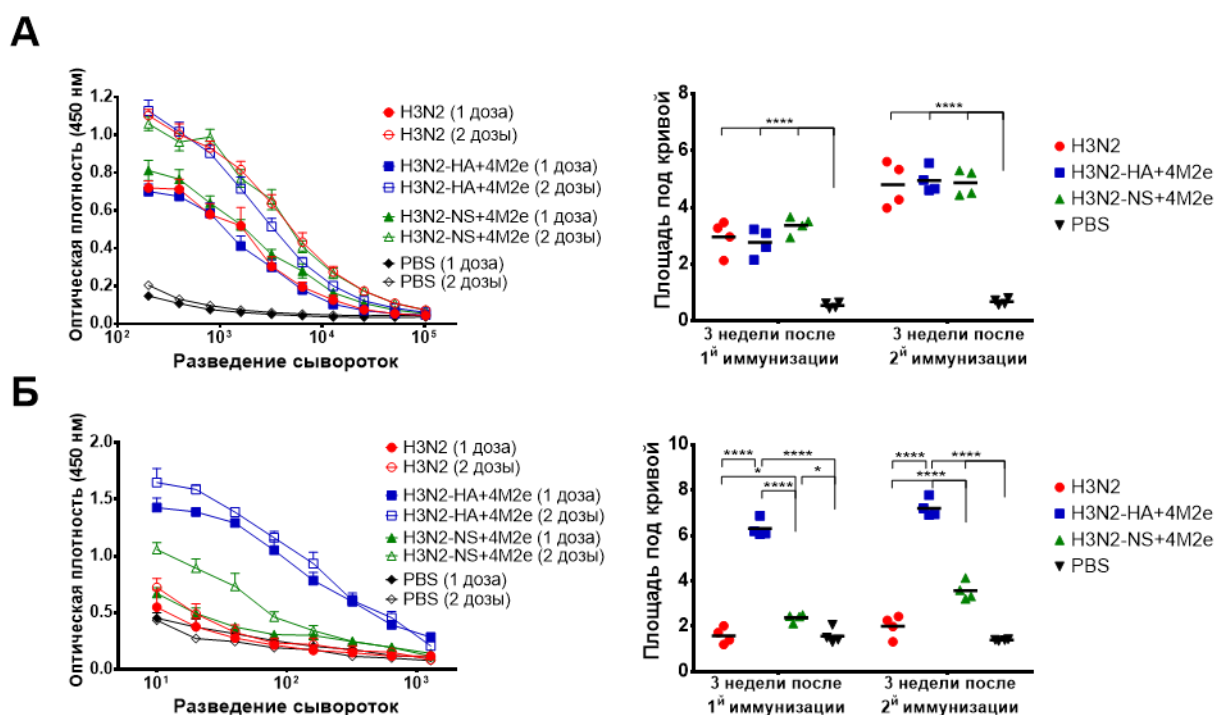 А
Оптическая плотность (450 нм)
1.2
1.0
0.8
0.6
0.4
0.2
0.0
10²
10³
10⁴
10⁵
Разведение сывороток
H3N2 (1 доза)
H3N2 (2 дозы)
H3N2-HA+4M2e (1 доза)
H3N2-HA+4M2e (2 дозы)
H3N2-NS+4M2e (1 доза)
H3N2-NS+4M2e (2 дозы)
PBS (1 доза)
PBS (2 дозы)
Площадь под кривой
8
6
4
2
0
****
****
3 недели после
1й иммунизации
3 недели после
2й иммунизации
H3N2
H3N2-HA+4M2e
H3N2-NS+4M2e
PBS
Б
Оптическая плотность (450 нм)
2.0
1.5
1.0
0.5
0.0
10¹
10²
10³
Разведение сывороток
H3N2 (1 доза)
H3N2 (2 дозы)
H3N2-HA+4M2e (1 доза)
H3N2-HA+4M2e (2 дозы)
H3N2-NS+4M2e (1 доза)
H3N2-NS+4M2e (2 дозы)
PBS (1 доза)
PBS (2 дозы)
Площадь под кривой
10
8
6
4
2
0
**** ****
* *
****
**** ****
****
3 недели после
1й иммунизации
3 недели после
2й иммунизации
H3N2
H3N2-HA+4M2e
H3N2-NS+4M2e
PBS